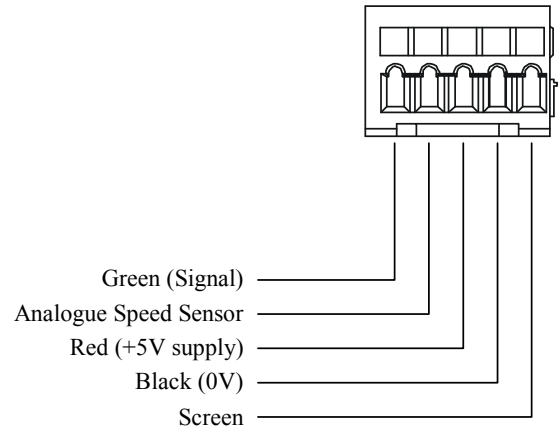 Green (Signal)
Analogue Speed Sensor
Red (+5V supply)
Black (0V)
Screen